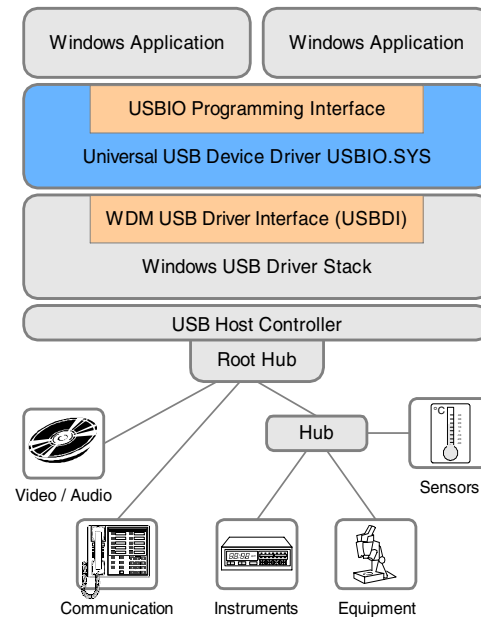 Windows Application
Windows Application
USBIO Programming Interface
Universal USB Device Driver USBIO.SYS
WDM USB Driver Interface (USBDI)
Windows USB Driver Stack
USB Host Controller
Root Hub
Hub
°C
Video / Audio
Sensors
Communication
Instruments
Equipment